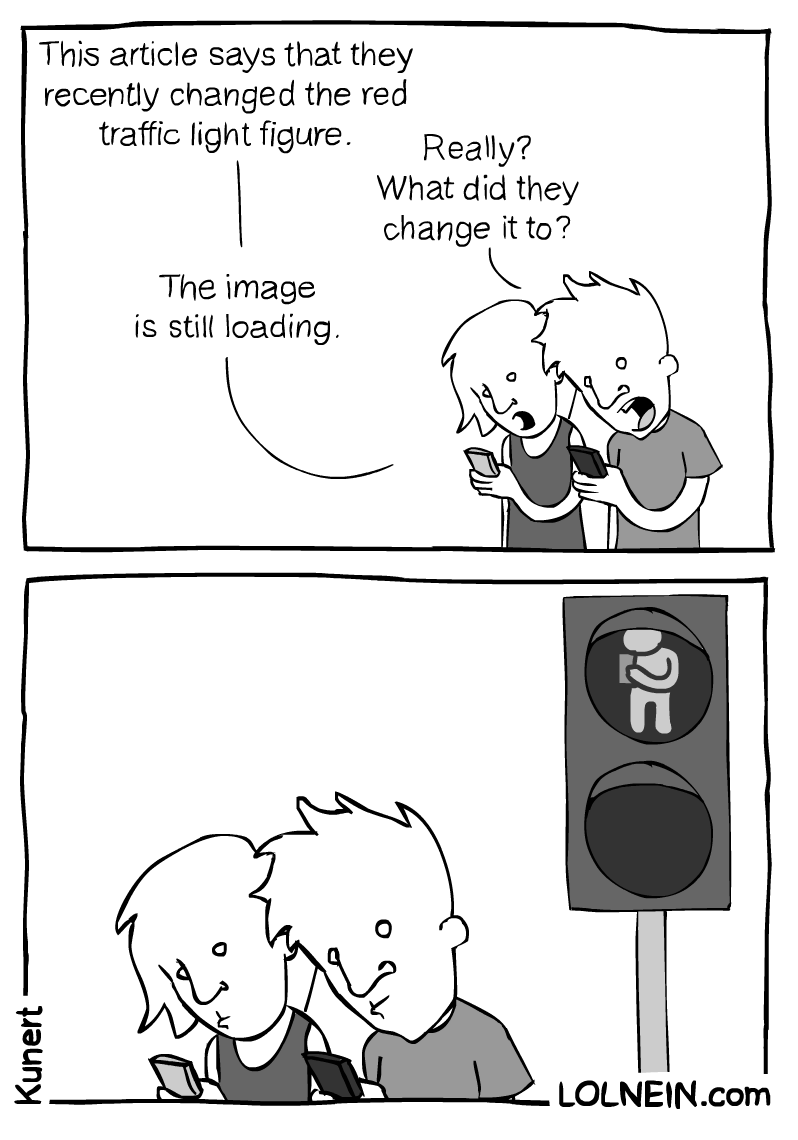 This article says that they
recently changed the red
traffic light figure.
Really?
What did they
change it to?
The image
is still loading.
Kunert
LOLNEIN.com